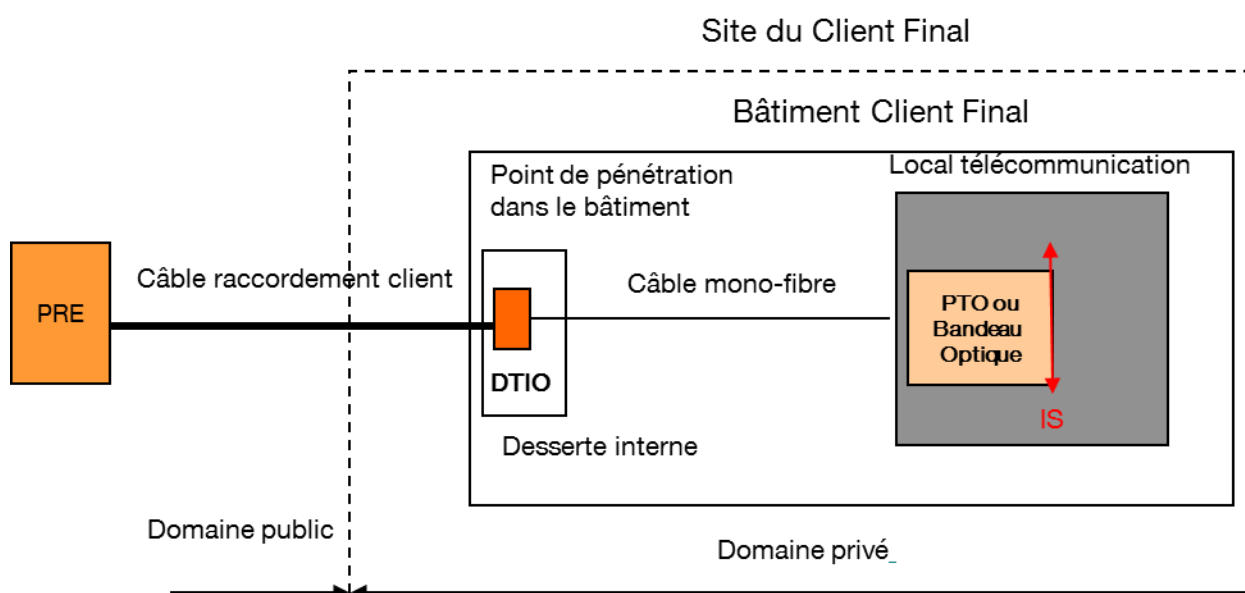 Site du Client Final
Bâtiment Client Final
Point de pénétration
dans le bâtiment
Local télécommunication
Câble raccordement client
Câble mono-fibre
PRE
PTO ou
Bandeau
Optique
DTIO
IS
Desserte interne
Domaine public
Domaine privé